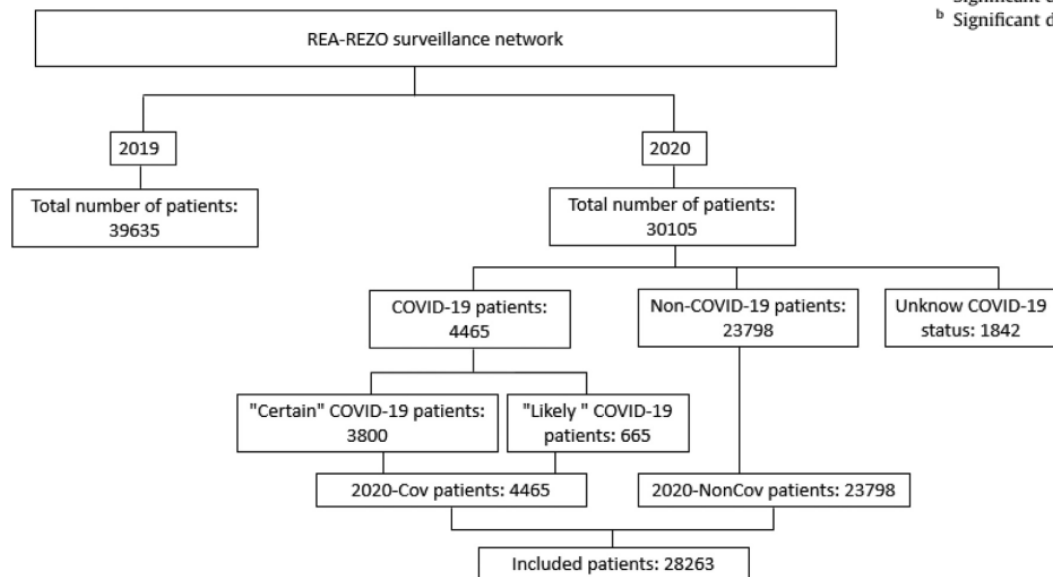 b Significant d
REA-REZO surveillance network
2019
2020
Total number of patients:
39635
Total number of patients:
30105
COVID-19 patients:
4465
Non-COVID-19 patients:
23798
Unknow COVID-19
status: 1842
"Certain" COVID-19 patients:
3800
"Likely " COVID-19
patients: 665
2020-Cov patients: 4465
2020-NonCov patients: 23798
Included patients: 28263